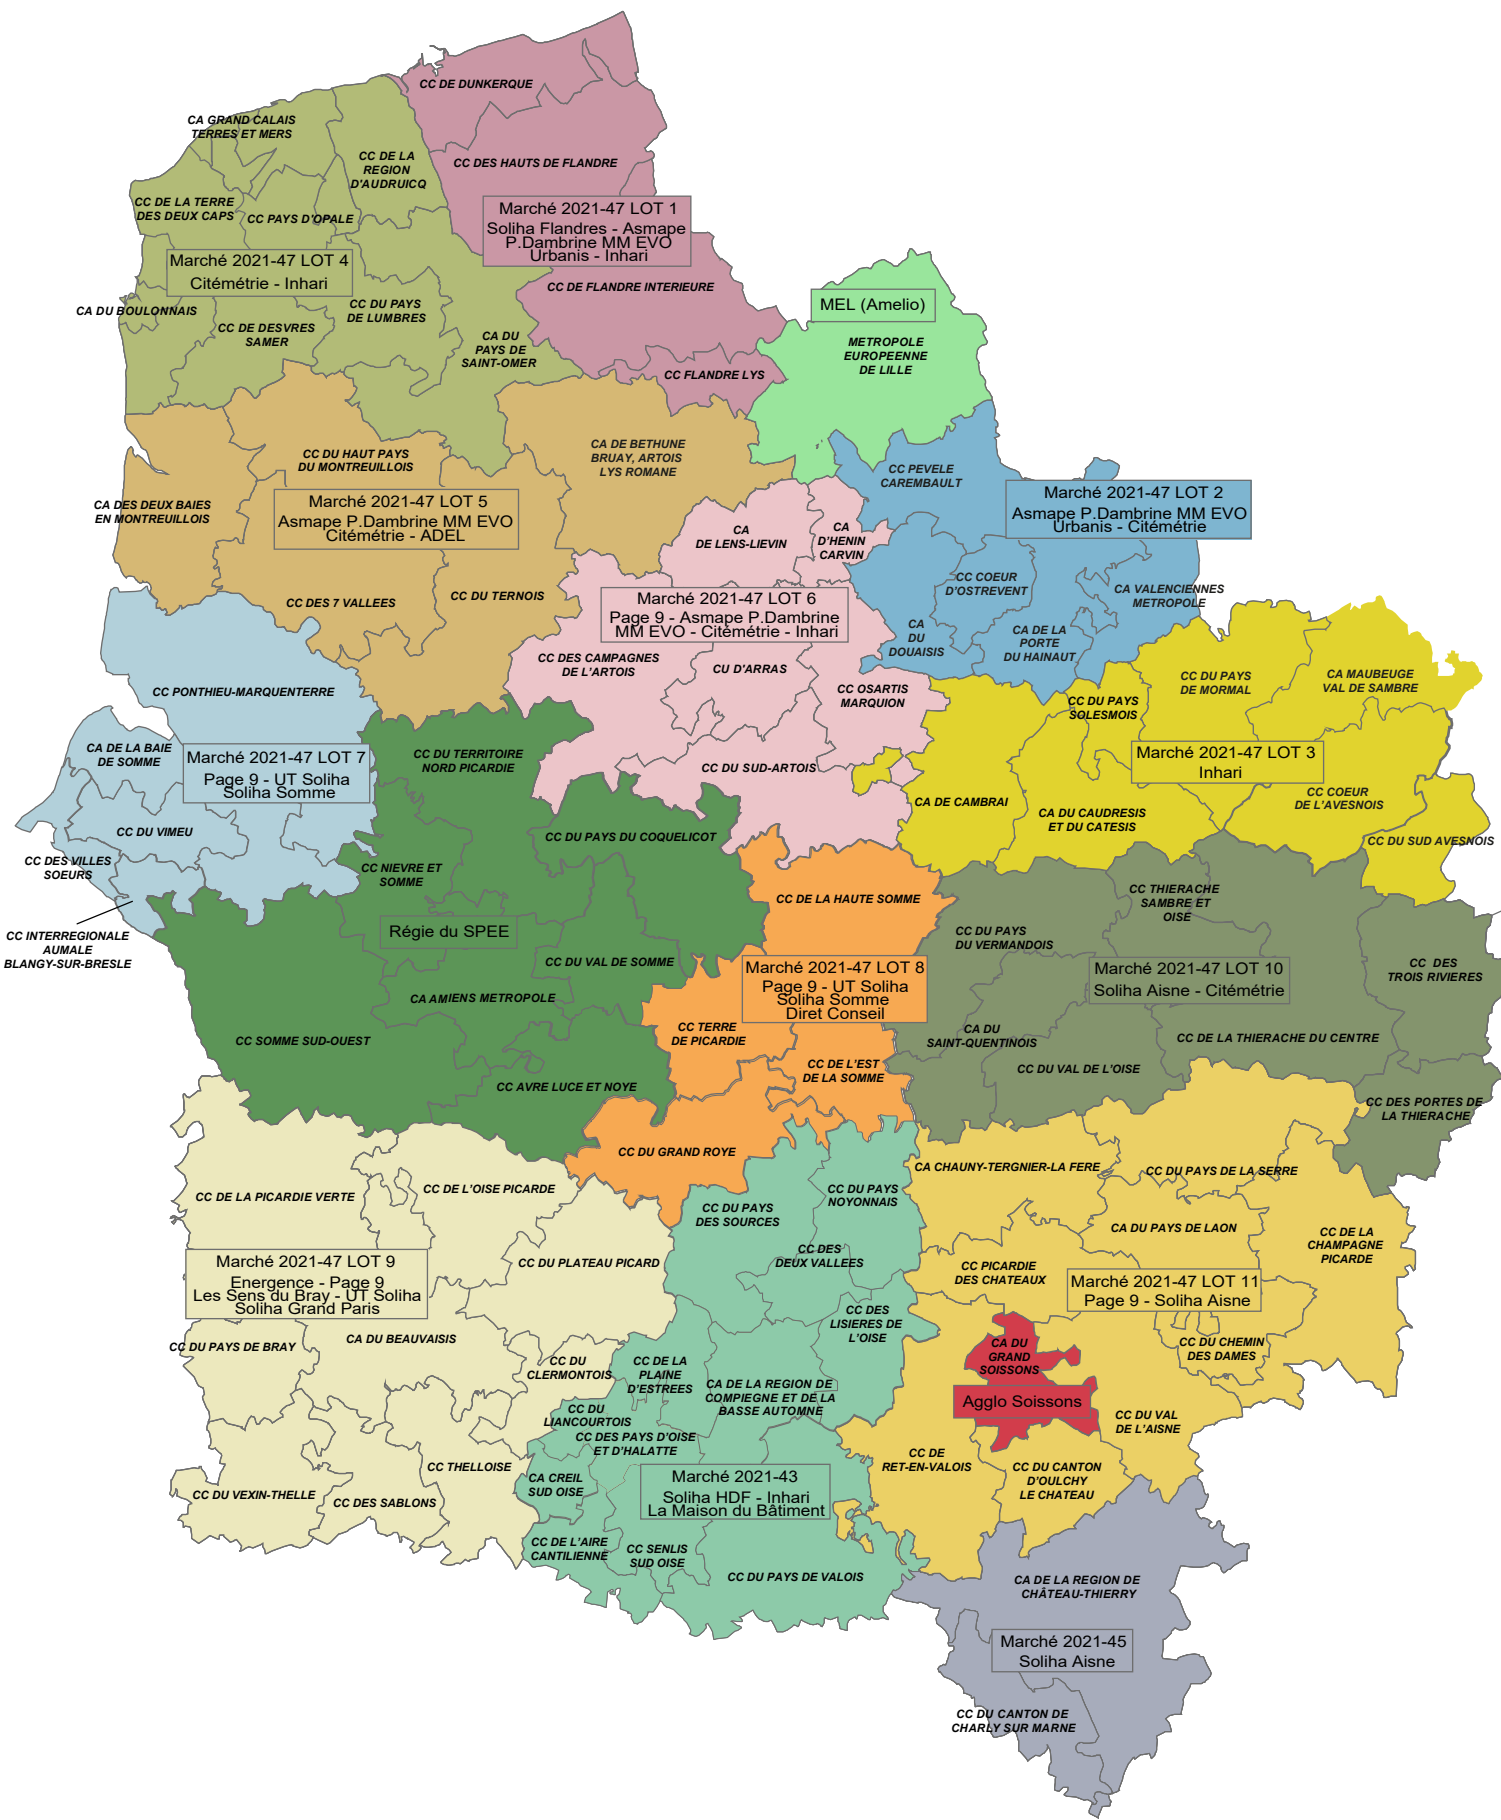 CC DE DUNKERQUE
CA GRAND CALAIS
TERRES ET MERS
CC DE LA
REGION
D'AUDRUICQ
CC DES HAUTS DE FLANDRE
CC DE LA TERRE
DES DEUX CAPS
CC PAYS D'OPALE
Marché 2021-47 LOT 1
Soliha Flandres - Asmape
P.Dambrine MM EVO
Urbanis - Inhari
Marché 2021-47 LOT 4
Citémétrie - Inhari
CC DE FLANDRE INTERIEURE
MEL (Amelio)
CA DU BOULONNAIS
CC DU PAYS
DE LUMBRES
CC DE DESVRES
SAMER
CA DU
PAYS DE
SAINT-OMER
METROPOLE
EUROPEENNE
DE LILLE
CC FLANDRE LYS
CA DE BETHUNE
BRUAY, ARTOIS
LYS ROMANE
CC DU HAUT PAYS
DU MONTREUILLOIS
CC PEVELE
CAREMBAULT
CA DES DEUX BAIES
EN MONTREUILLOIS
Marché 2021-47 LOT 5
Asmape P.Dambrine MM EVO
Citémétrie - ADEL
Marché 2021-47 LOT 2
Asmape P.Dambrine MM EVO
Urbanis - Citémétrie
CA
DE LENS-LIEVIN
CA
D'HENIN
CARVIN
CC COEUR
D'OSTREVENT
CA VALENCIENNES
METROPOLE
CC DES 7 VALLEES
CC DU TERNOIS
Marché 2021-47 LOT 6
Page 9 - Asmape P.Dambrine
MM EVO - Citémétrie - Inhari
CA
DU
DOUAISIS
CA DE LA
PORTE
DU HAINAUT
CC DES CAMPAGNES
DE L'ARTOIS
CU D'ARRAS
CC OSARTIS
MARQUION
CC DU PAYS
DE MORMAL
CA MAUBEUGE
VAL DE SAMBRE
CC DU PAYS
SOLESMOIS
CC PONTHIEU-MARQUENTERRE
CA DE LA BAIE
DE SOMME
Marché 2021-47 LOT 7
Page 9 - UT Soliha
Soliha Somme
CC DU TERRITOIRE
NORD PICARDIE
CC DU SUD-ARTOIS
Marché 2021-47 LOT 3
Inhari
CA DE CAMBRAI
CA DU CAUDRESIS
ET DU CATESIS
CC COEUR
DE L'AVESNOIS
CC DU VIMEU
CC DU PAYS DU COQUELICOT
CC DU SUD AVESNOIS
CC DES VILLES
SOEURS
CC NIEVRE ET
SOMME
CC DE LA HAUTE SOMME
CC THIERACHE
SAMBRE ET
OISE
CC INTERREGIONALE
AUMALE
BLANGY-SUR-BRESLE
Régie du SPEE
CC DU PAYS
DU VERMANDOIS
CC DU VAL DE SOMME
Marché 2021-47 LOT 8
Page 9 - UT Soliha
Soliha Somme
Diret Conseil
Marché 2021-47 LOT 10
Soliha Aisne - Citémétrie
CC DES
TROIS RIVIERES
CA AMIENS METROPOLE
CC SOMME SUD-OUEST
CC TERRE
DE PICARDIE
CA DU
SAINT-QUENTINOIS
CC DE LA THIERACHE DU CENTRE
CC DE L'EST
DE LA SOMME
CC DU VAL DE L'OISE
CC AVRE LUCE ET NOYE
CC DES PORTES DE
LA THIERACHE
CC DU GRAND ROYE
CA CHAUNY-TERGNIER-LA FERE
CC DU PAYS DE LA SERRE
CC DE LA PICARDIE VERTE
CC DE L'OISE PICARDE
CC DU PAYS
DES SOURCES
CC DU PAYS
NOYONNAIS
CA DU PAYS DE LAON
CC DE LA
CHAMPAGNE
PICARDE
CC DU PLATEAU PICARD
CC DES
DEUX VALLEES
CC PICARDIE
DES CHATEAUX
Marché 2021-47 LOT 9
Energence - Page 9
Les Sens du Bray - UT Soliha
Soliha Grand Paris
Marché 2021-47 LOT 11
Page 9 - Soliha Aisne
CC DES
LISIERES DE
L'OISE
CC DU PAYS DE BRAY
CA DU BEAUVAISIS
CC DU
CLERMONTOIS
CC DE LA
PLAINE
D'ESTREES
CA DU
GRAND
SOISSONS
CC DU CHEMIN
DES DAMES
CA DE LA REGION DE
COMPIEGNE ET DE LA
BASSE AUTOMNE
Agglo Soissons
CC DU
LIANCOURTOIS
CC DES PAYS D'OISE
ET D'HALATTE
CC DU VAL
DE L'AISNE
CC DE
RET-EN-VALOIS
CC THELLOISE
CA CREIL
SUD OISE
Marché 2021-43
Soliha HDF - Inhari
La Maison du Bâtiment
CC DU CANTON
D'OULCHY
LE CHATEAU
CC DU VEXIN-THELLE
CC DES SABLONS
CC DE L'AIRE
CANTILIENNE
CC SENLIS
SUD OISE
CC DU PAYS DE VALOIS
CA DE LA REGION DE
CHÂTEAU-THIERRY
Marché 2021-45
Soliha Aisne
CC DU CANTON DE
CHARLY SUR MARNE